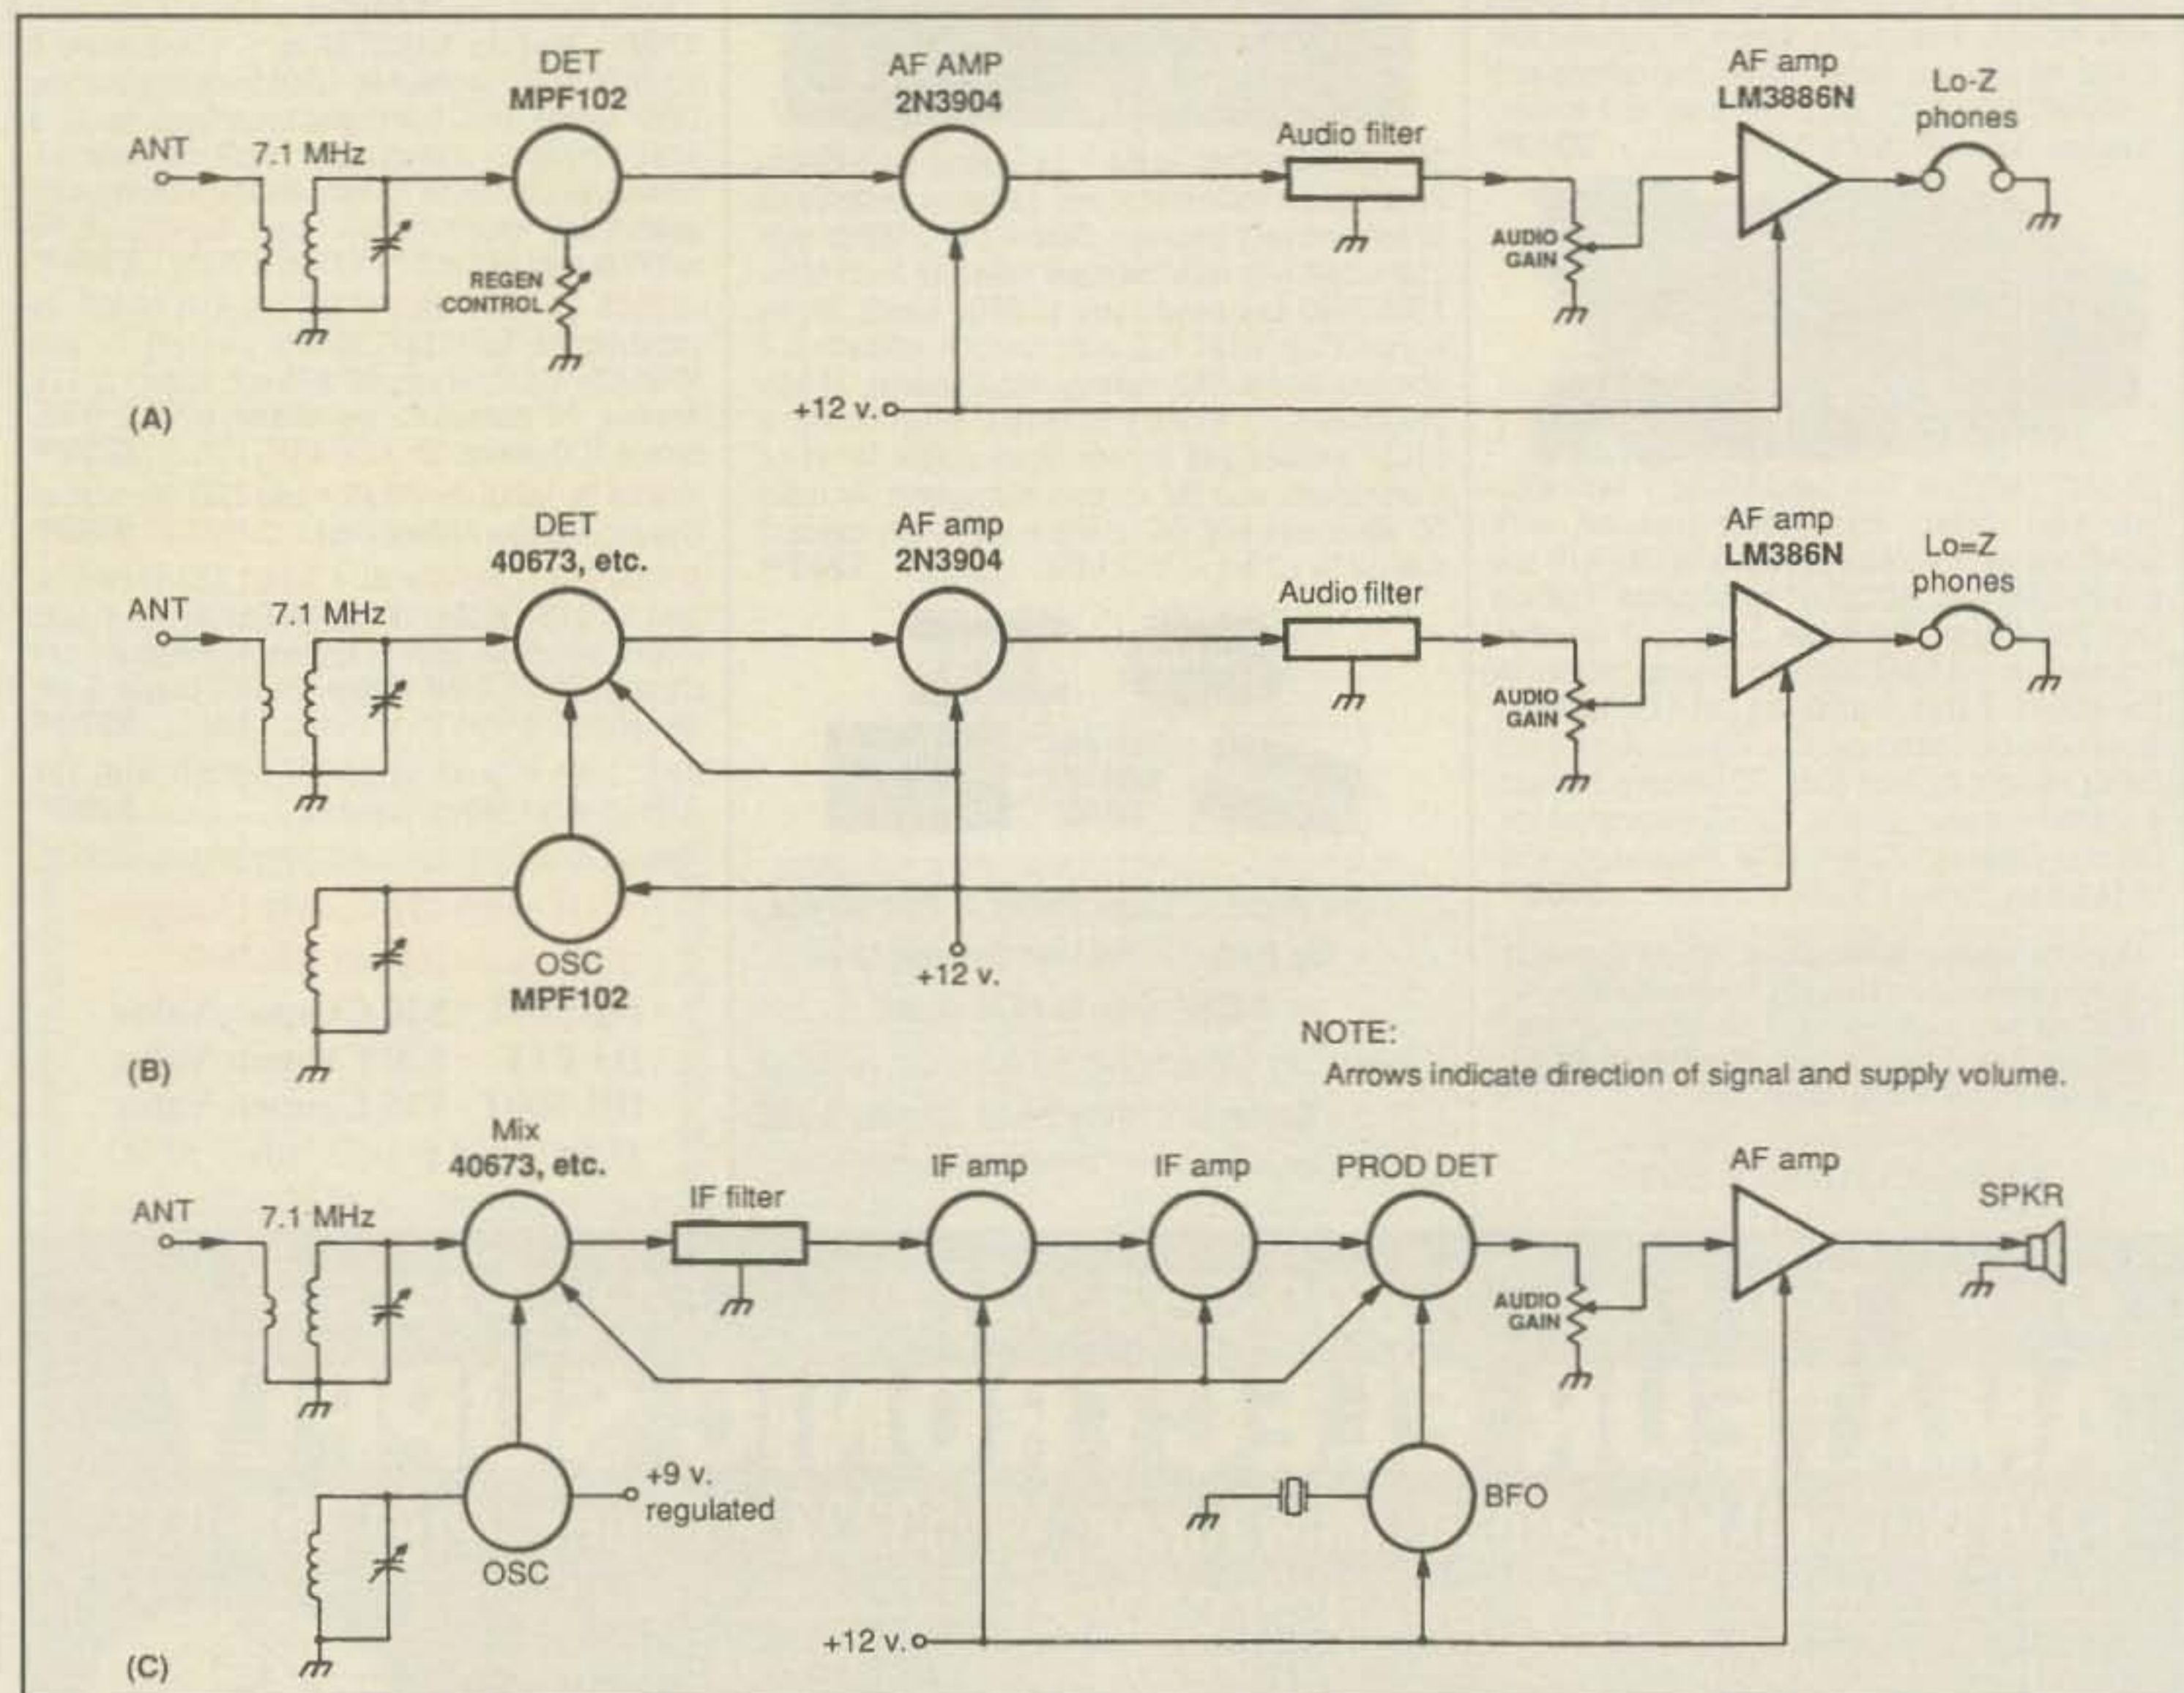 DET
MPF102
AF AMP
2N3904
AF amp
LM3886N
Lo-Z
phones
ANT
7.1 MHz
Audio filter
REGEN
CONTROL
AUDIO
GAIN
+12 v.
(A)
DET
40673, etc.
AF amp
2N3904
AF amp
LM386N
Lo=Z
phones
ANT
7.1 MHz
Audio filter
AUDIO
GAIN
OSC
MPF102
+12 v.
(B)
NOTE:
Arrows indicate direction of signal and supply volume.
Mix
40673, etc.
IF filter
IF amp
IF amp
PROD DET
AF amp
SPKR
ANT
7.1 MHz
AUDIO
GAIN
+9 v.
regulated
OSC
BFO
+12 v.
(C)